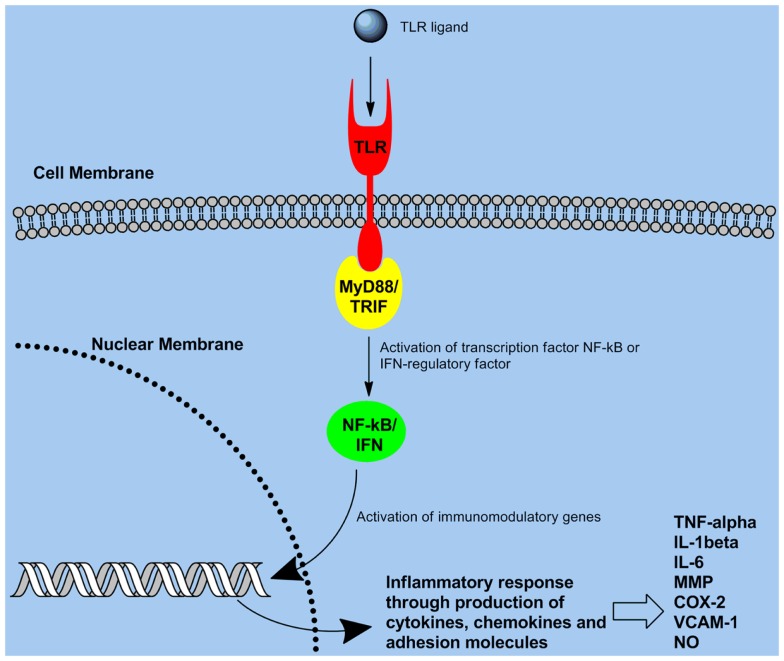 TLR ligand
TLR
Cell Membrane
MyD88/
TRIF
Nuclear Membrane
Activation of transcription factor NF-kB or
IFN-regulatory factor
NF-kB/
IFN
Activation of immunomodulatory genes
Inflammatory response
through production of
cytokines, chemokines and
adhesion molecules
TNF-alpha
IL-1beta
IL-6
MMP
COX-2
VCAM-1
NO